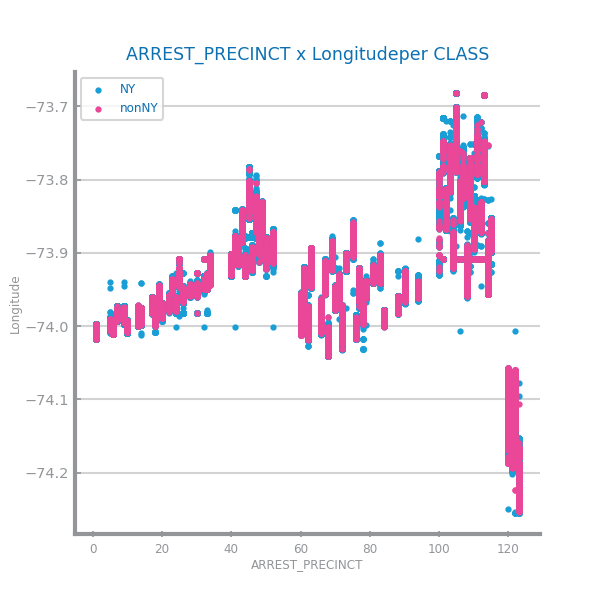 ARREST_PRECINCT x Longitudeper CLASS
NY
nonNY
−73.7
−73.8
−73.9
−74.0
−74.1
−74.2
Longitude
0 20 40 60 80 100 120
ARREST_PRECINCT